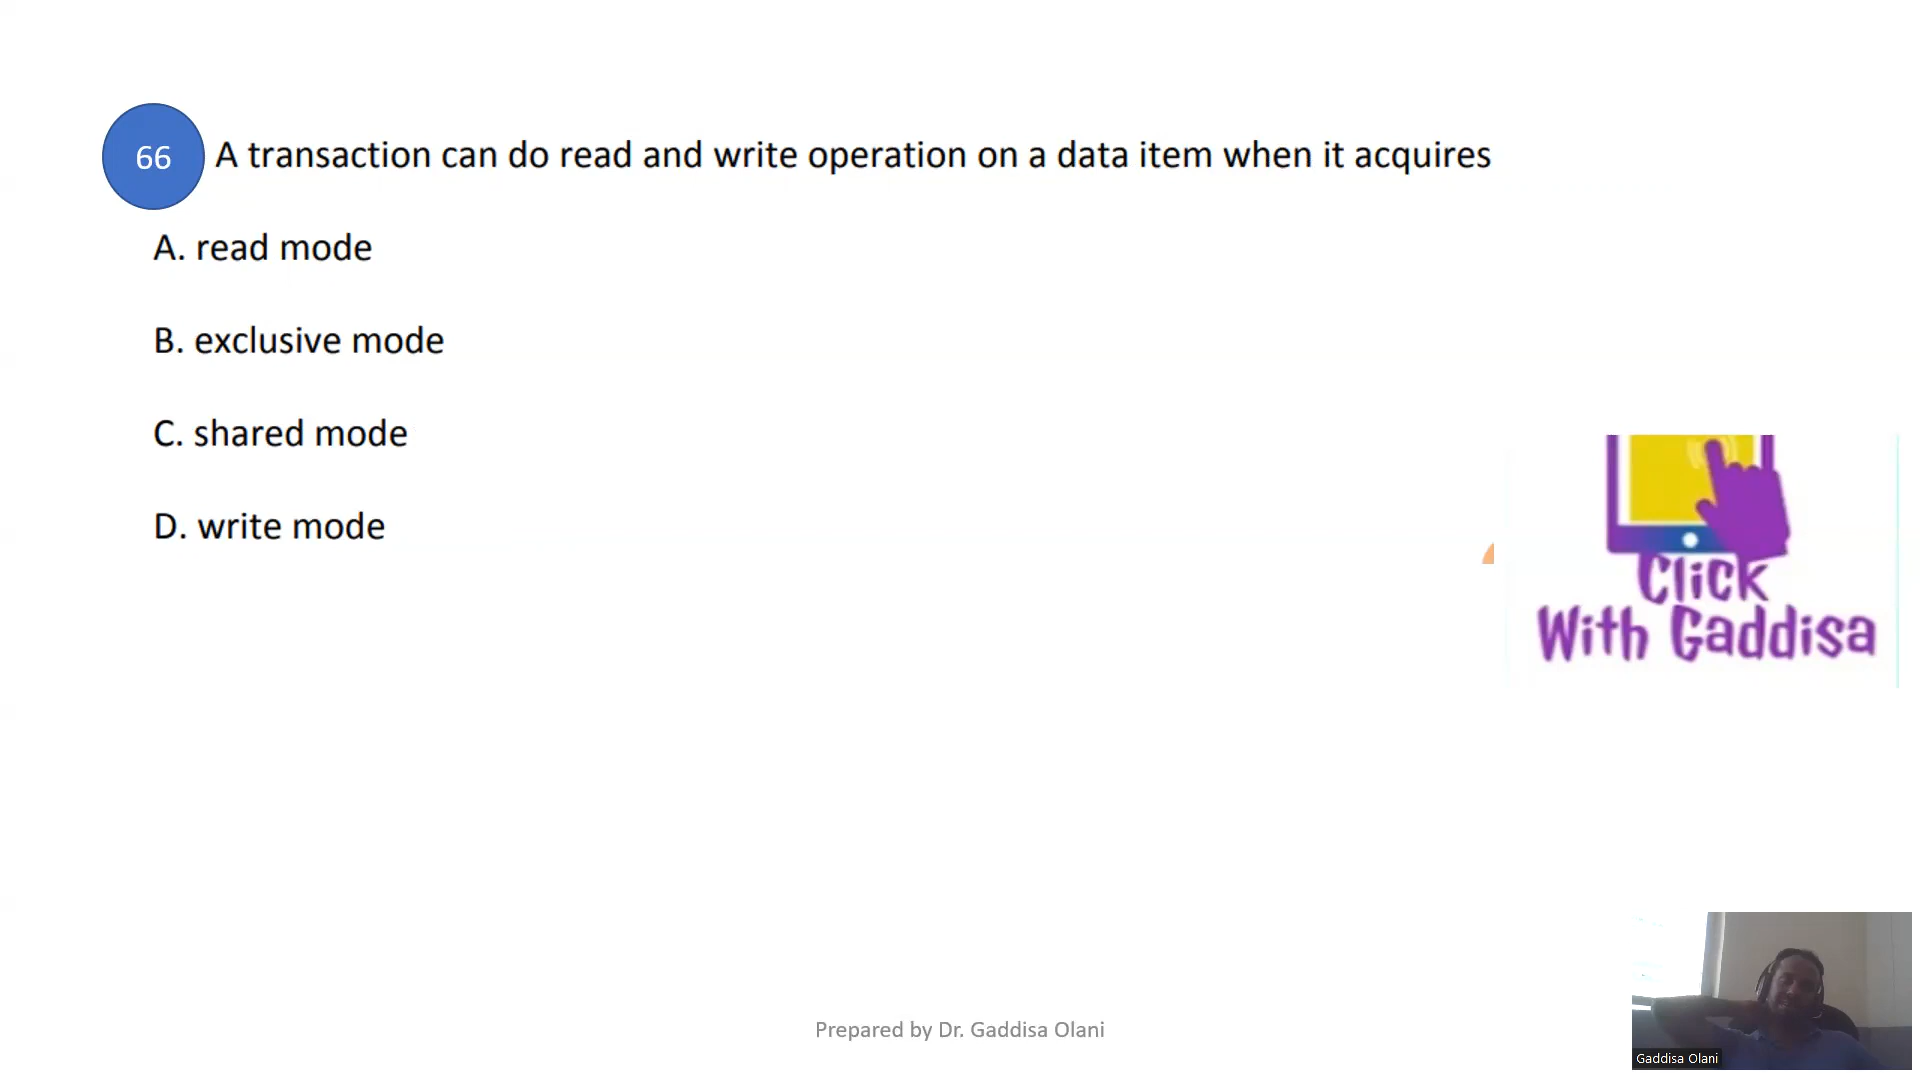 66 A transaction can do read and write operation on a data item when it acquires
A. read mode
B. exclusive mode
C. shared mode
D. write mode
Click
With Gaddisa
Prepared by Dr. Gaddisa Olani
Gaddisa Olani